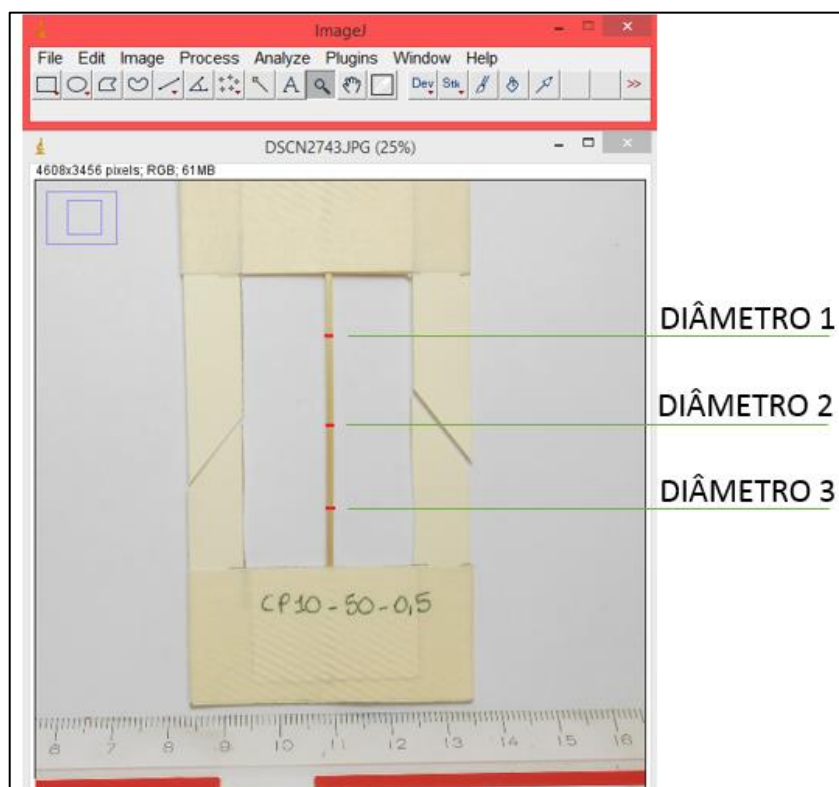 ImageJ
File Edit Image Process Analyze Plugins Window Help
A Dev Stk >>
DSCN2743.JPG (25%)
4608x3456 pixels; RGB; 61MB
DIÂMETRO 1
DIÂMETRO 2
DIÂMETRO 3
CP10-50-0,5
6 7 8 9 10 11 12 13 14 15 16